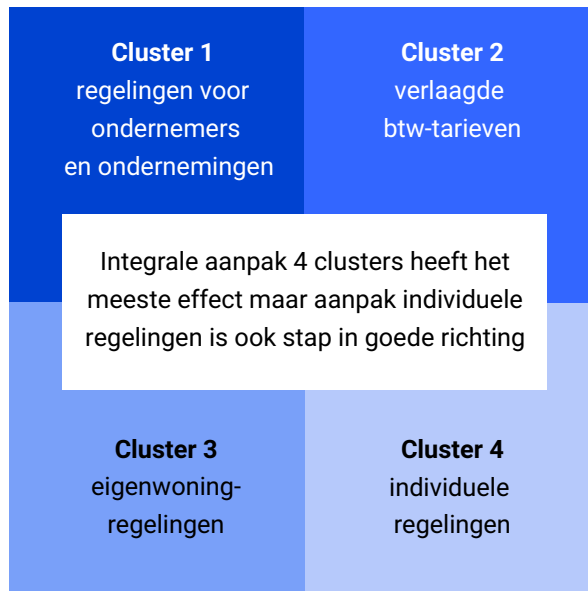 Cluster 1
regelingen voor
ondernemers
en ondernemingen
Cluster 2
verlaagde
btw-tarieven
Integrale aanpak 4 clusters heeft het
meeste effect maar aanpak individuele
regelingen is ook stap in goede richting
Cluster 3
eigenwoning-
regelingen
Cluster 4
individuele
regelingen